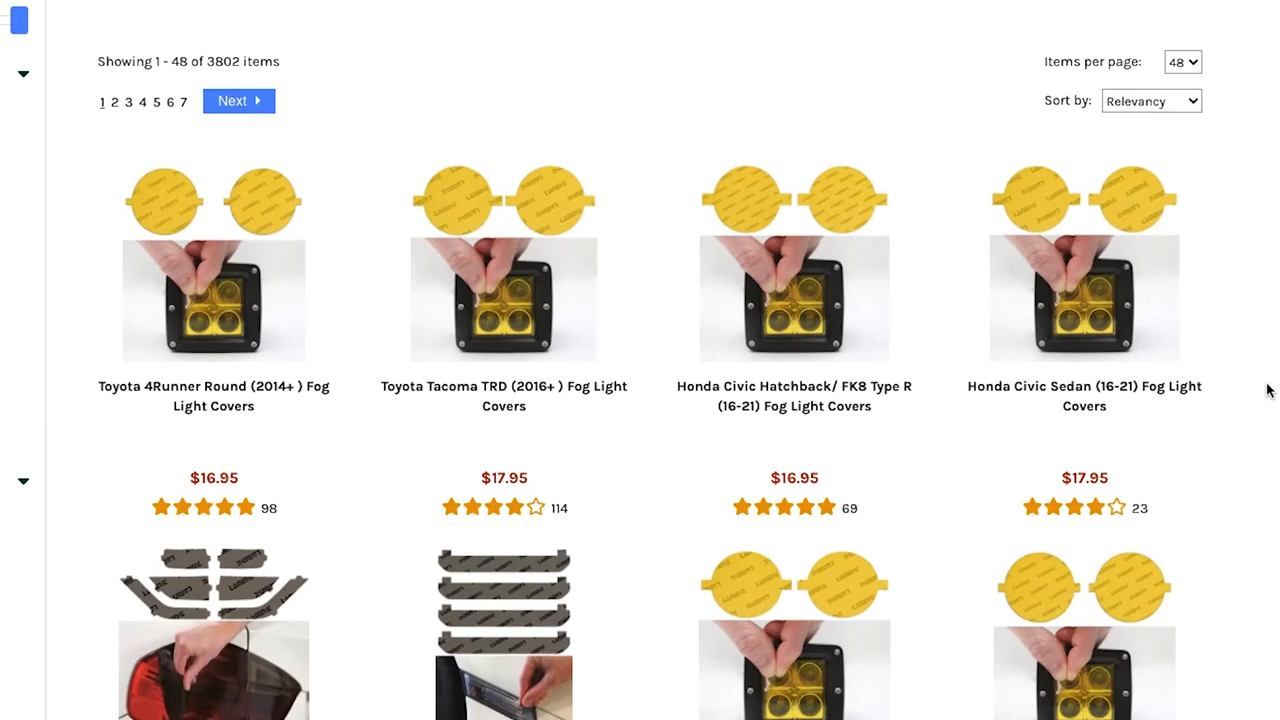 Showing 1 - 48 of 3802 items
Items per page:
48
1 2 3 4 5 6 7
Next
Sort by:
Relevancy
Toyota 4Runner Round (2014+ ) Fog
Light Covers
Toyota Tacoma TRD (2016+ ) Fog Light
Covers
Honda Civic Hatchback/ FK8 Type R
(16-21) Fog Light Covers
Honda Civic Sedan (16-21) Fog Light
Covers
$16.95
$17.95
$16.95
$17.95
98
114
69
23